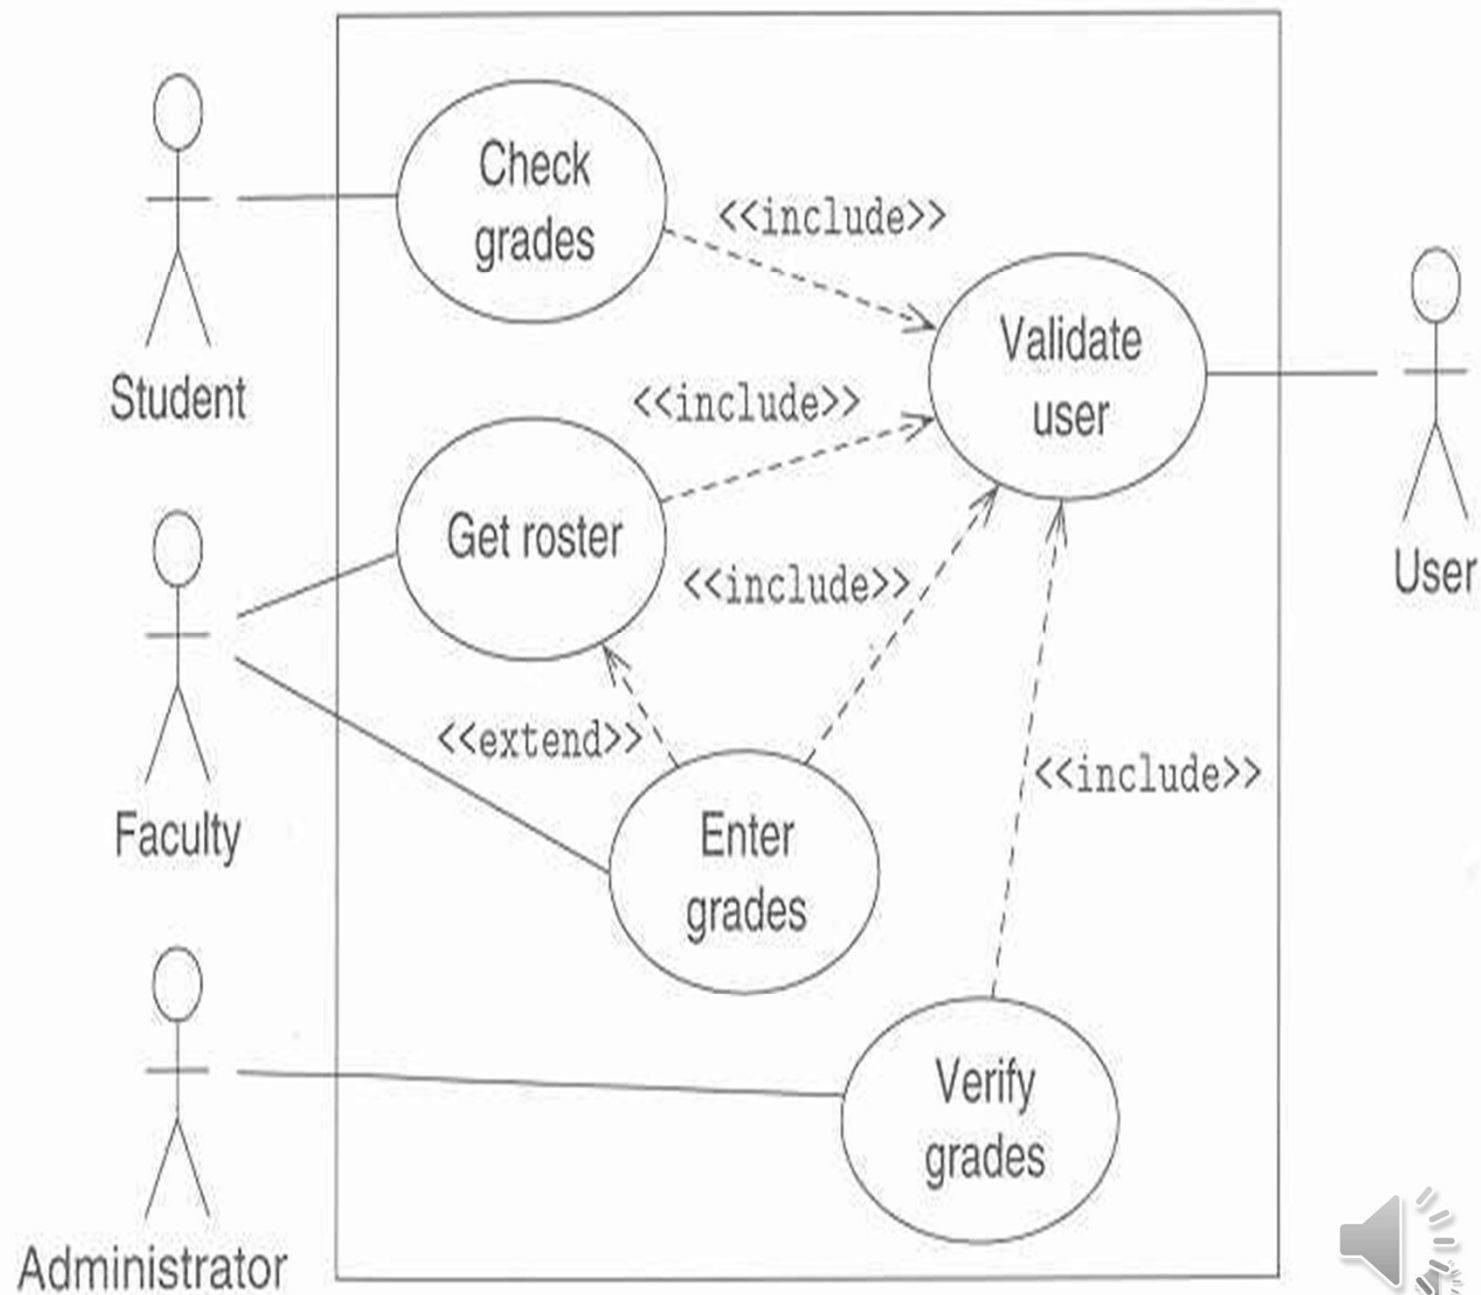 Check
grades
<<include>>
Validate
user
Student
<<include>>
Get roster
<<include>>
User
<<extend>>
Enter
grades
<<include>>
Faculty
Verify
grades
Administrator